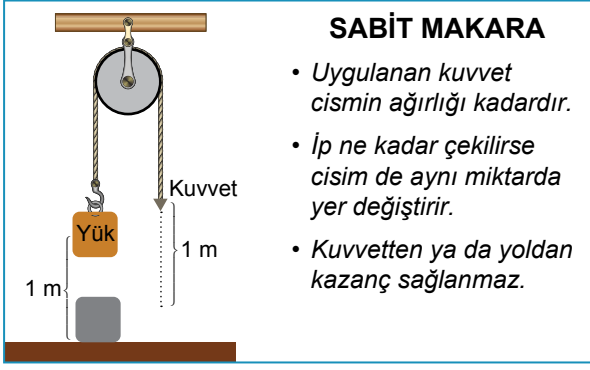 SABİT MAKARA
• Uygulanan kuvvet
cismin ağırlığı kadardır.
• İp ne kadar çekilirse
cisim de aynı miktarda
yer değiştirir.
• Kuvvetten ya da yoldan
kazanç sağlanmaz.
Kuvvet
Yük
1 m
1 m